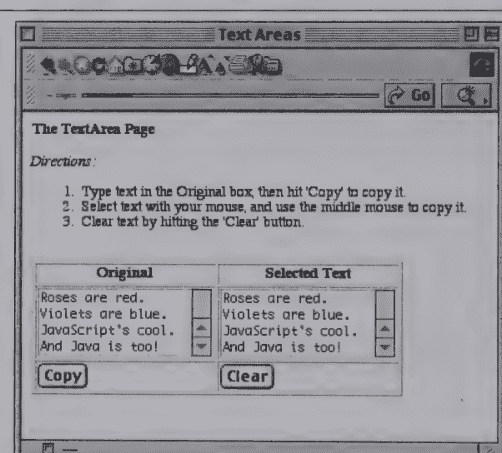 Text Areas
Go
The TextArea Page
Directions:
1. Type text in the Original box, then hit 'Copy' to copy it.
2. Select text with your mouse, and use the middle mouse to copy it.
3. Clear text by hitting the 'Clear' button.
Original Selected Text
Roses are red. Roses are red.
Violets are blue. Violets are blue.
JavaScript's cool. JavaScript's cool.
And Java is too! And Java is too!
Copy Clear